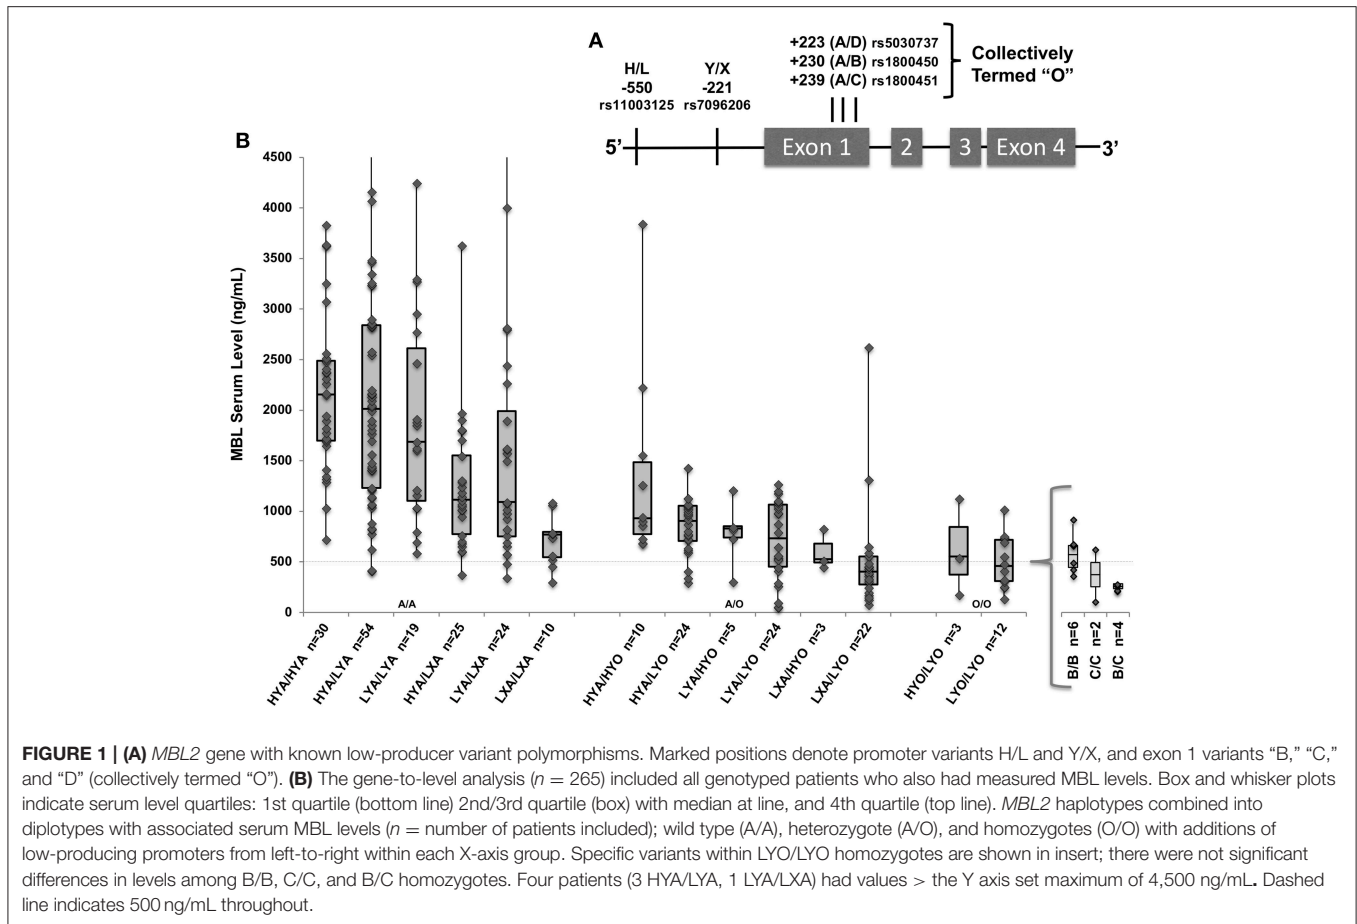 A
+223 (A/D) rs5030737
+230 (A/B) rs1800450
+239 (A/C) rs1800451
Collectively
Termed “O”
H/L
-550
rs11003125
Y/X
-221
rs7096206
5’
Exon 1
2
3
Exon 4
3’
B
MBL Serum Level (ng/mL)
4500
4000
3500
3000
2500
2000
1500
1000
500
0
A/A
A/O
O/O
HYA/HYA n=30
HYA/LYA n=54
LYA/LYA n=19
HYA/LXA n=25
LYA/LXA n=24
LXA/LXA n=10
HYA/HYO n=10
HYA/LYO n=24
LYA/HYO n=5
LYA/LYO n=24
LXA/HYO n=3
LXA/LYO n=22
HYO/LYO n=3
LYO/LYO n=12
B/B n=6
C/C n=2
B/C n=4
FIGURE 1 | (A) MBL2 gene with known low-producer variant polymorphisms. Marked positions denote promoter variants H/L and Y/X, and exon 1 variants “B,” “C,”
and “D” (collectively termed “O”). (B) The gene-to-level analysis (n = 265) included all genotyped patients who also had measured MBL levels. Box and whisker plots
indicate serum level quartiles: 1st quartile (bottom line) 2nd/3rd quartile (box) with median at line, and 4th quartile (top line). MBL2 haplotypes combined into
diplotypes with associated serum MBL levels (n = number of patients included); wild type (A/A), heterozygote (A/O), and homozygotes (O/O) with additions of
low-producing promoters from left-to-right within each X-axis group. Specific variants within LYO/LYO homozygotes are shown in insert; there were not significant
differences in levels among B/B, C/C, and B/C homozygotes. Four patients (3 HYA/LYA, 1 LYA/LXA) had values > the Y axis set maximum of 4,500 ng/mL. Dashed
line indicates 500 ng/mL throughout.